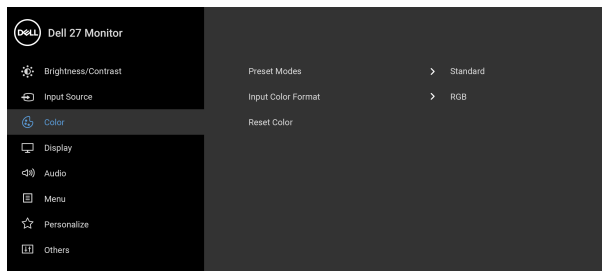 DELL Dell 27 Monitor
Brightness/Contrast
Input Source
Color
Display
Audio
Menu
Personalize
Others
Preset Modes > Standard
Input Color Format > RGB
Reset Color